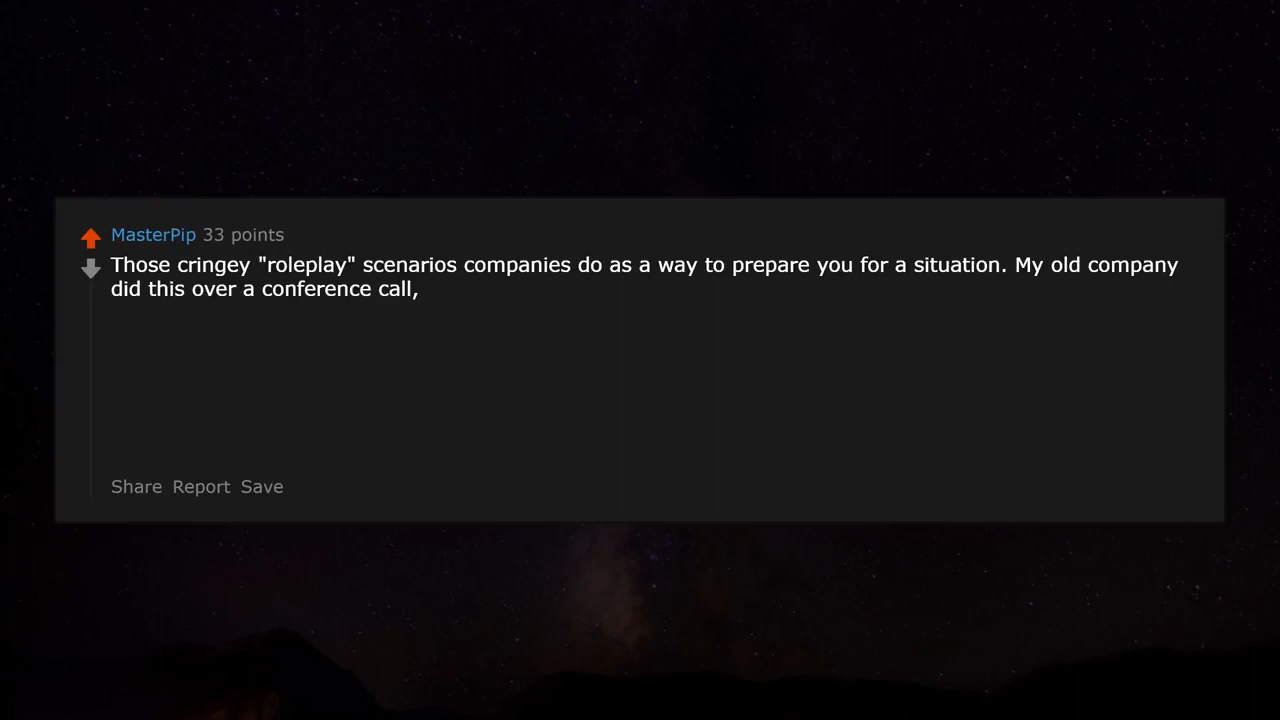 MasterPip 33 points
Those cringey "roleplay" scenarios companies do as a way to prepare you for a situation. My old company
did this over a conference call,
Share Report Save